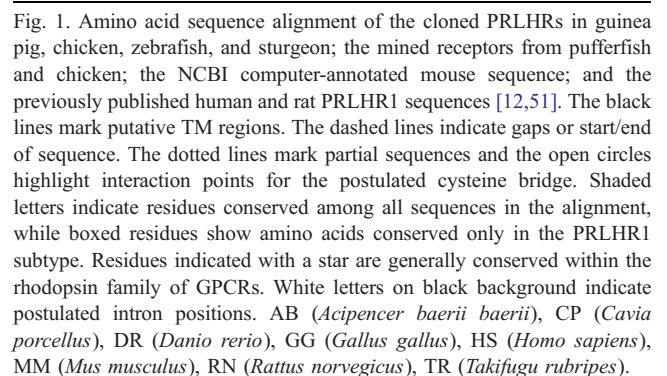 Fig. 1. Amino acid sequence alignment of the cloned PRLHRs in guinea
pig, chicken, zebrafish, and sturgeon; the mined receptors from pufferfish
and chicken; the NCBI computer-annotated mouse sequence; and the
previously published human and rat PRLHR1 sequences [12,51]. The black
lines mark putative TM regions. The dashed lines indicate gaps or start/end
of sequence. The dotted lines mark partial sequences and the open circles
highlight interaction points for the postulated cysteine bridge. Shaded
letters indicate residues conserved among all sequences in the alignment,
while boxed residues show amino acids conserved only in the PRLHR1
subtype. Residues indicated with a star are generally conserved within the
rhodopsin family of GPCRs. White letters on black background indicate
postulated intron positions. AB (Acipencer baerii baerii), CP (Cavia
porcellus), DR (Danio rerio), GG (Gallus gallus), HS (Homo sapiens),
MM (Mus musculus), RN (Rattus norvegicus), TR (Takifugu rubripes).